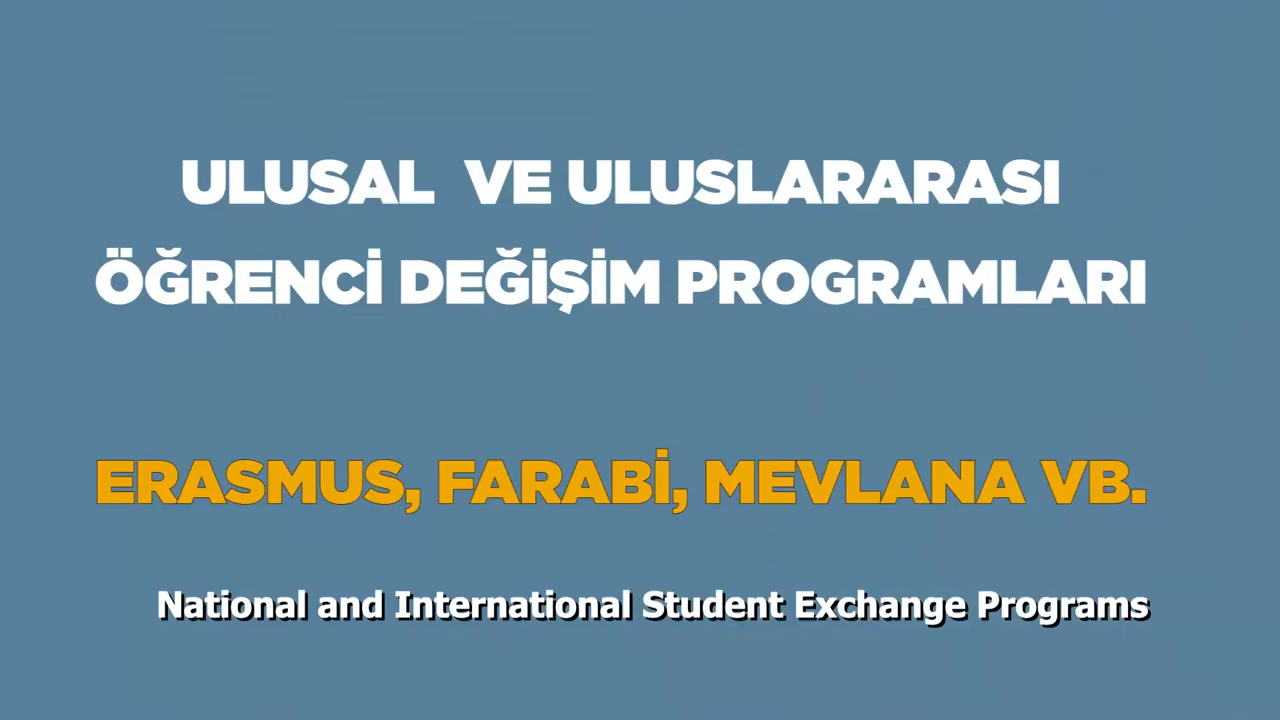 ULUSAL VE ULUSLARARASI
ÖĞRENCİ DEĞİŞİM PROGRAMLARI
ERASMUS, FARABİ, MEVLANA VB.
National and International Student Exchange Programs